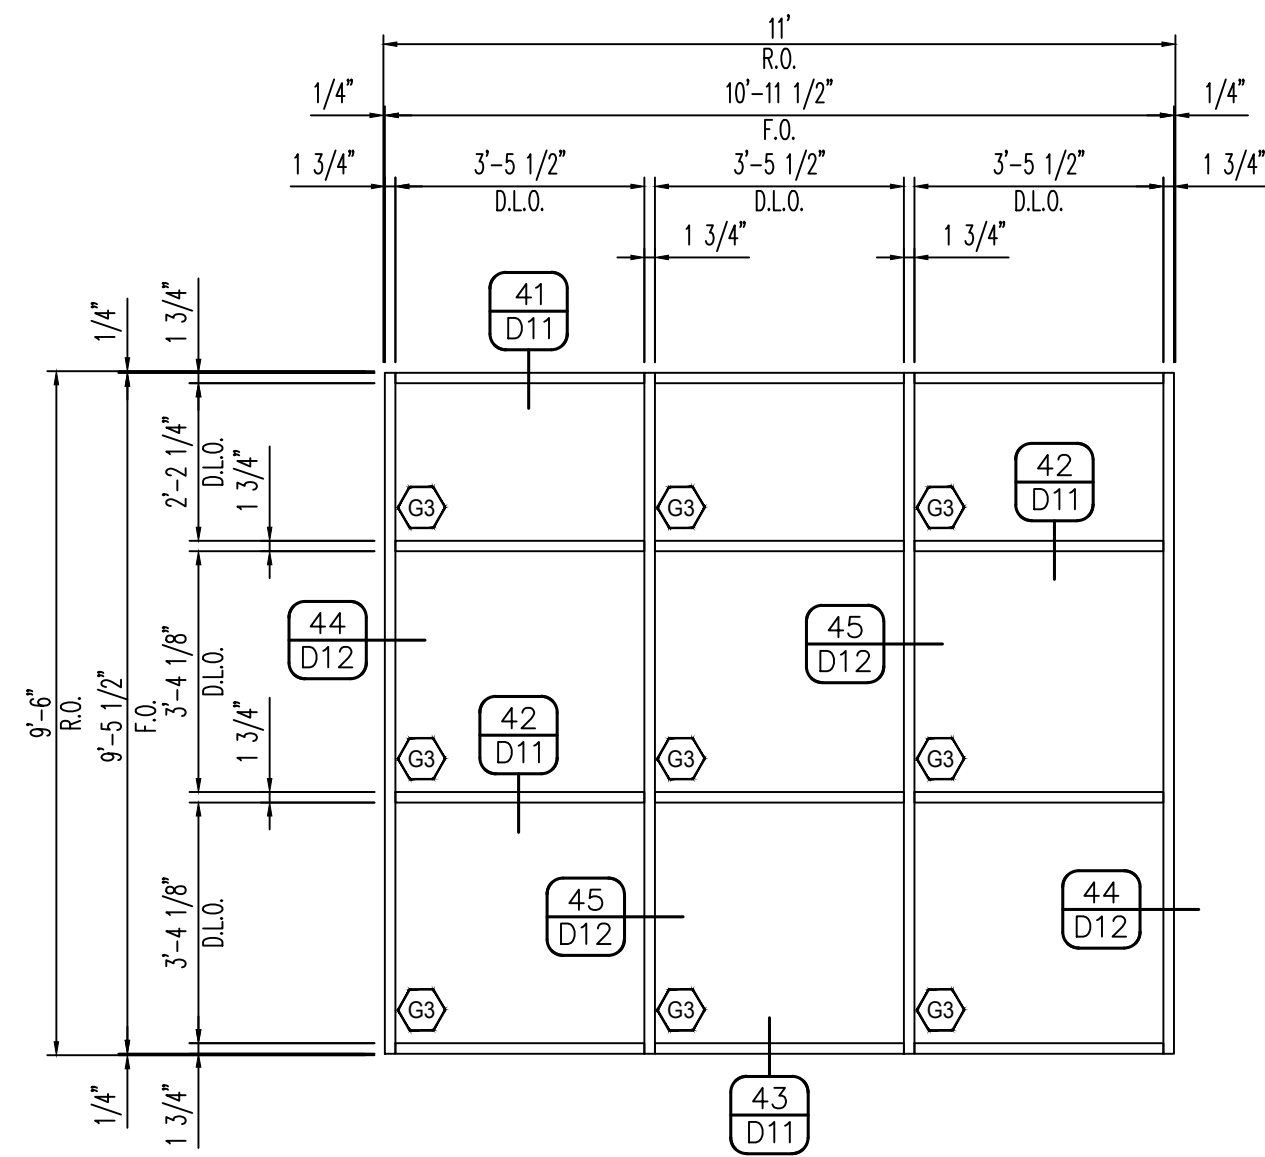 11'
R.O.
1/4" 10'-11 1/2" 1/4"
F.O.
1 3/4" 3'-5 1/2" 3'-5 1/2" 3'-5 1/2" 1 3/4"
D.L.O. D.L.O. D.L.O.
1 3/4" 1 3/4"
41
D11
1/4"
1 3/4"
2'-2 1/4"
D.L.O.
1 3/4"
42
D11
G3 G3 G3
44
D12
45
D12
9'-6"
R.O.
9'-5 1/2"
F.O.
3'-4 1/8"
D.L.O.
1 3/4"
42
D11
G3 G3 G3
3'-4 1/8"
D.L.O.
45
D12
44
D12
G3 G3 G3
1/4"
1 3/4"
43
D11